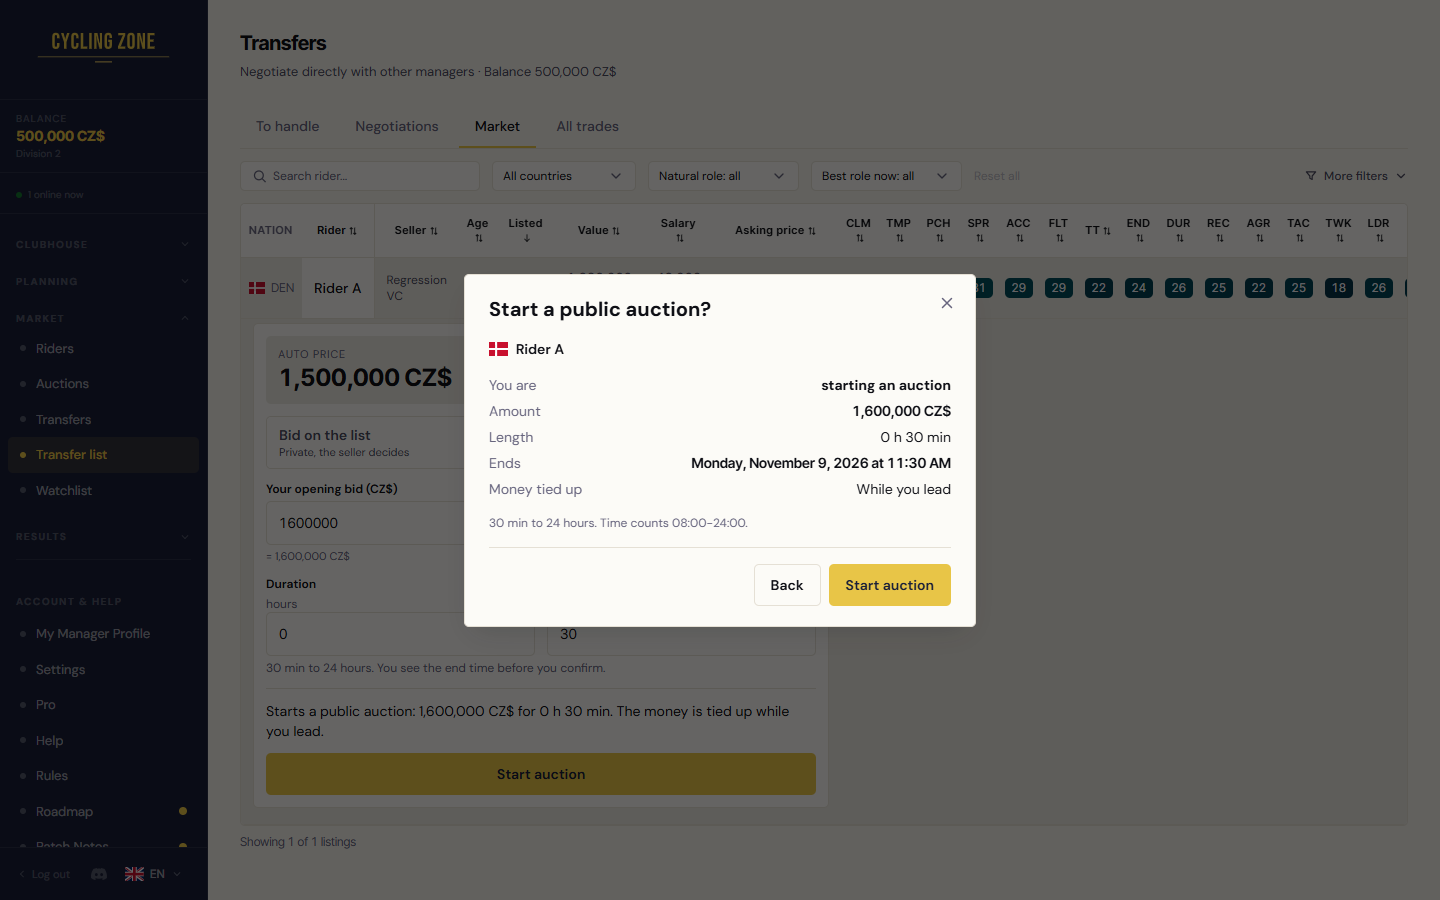 CYCLING ZONE
BALANCE
500,000 CZ$
Division 2
1 online now
CLUBHOUSE
PLANNING
MARKET
Riders
Auctions
Transfers
Transfer list
Watchlist
RESULTS
ACCOUNT & HELP
My Manager Profile
Settings
Pro
Help
Rules
Roadmap
Patch Notes
Log out
EN
Transfers
Negotiate directly with other managers · Balance 500,000 CZ$
To handle Negotiations Market All trades
Search rider... All countries Natural role: all Best role now: all Reset all More filters
NATION Rider ⇅ Seller ⇅ Age ⇅ Listed ↓ Value ⇅ Salary ⇅ Asking price ⇅ CLM ⇅ TMP ⇅ PCH ⇅ SPR ⇅ ACC ⇅ FLT ⇅ TT ⇅ END ⇅ DUR ⇅ REC ⇅ AGR ⇅ TAC ⇅ TWK ⇅ LDR ⇅
DEN Rider A Regression VC 29 29 22 24 26 25 22 25 18 26
AUTO PRICE
1,500,000 CZ$
Bid on the list
Private, the seller decides
Your opening bid (CZ$)
1600000
= 1,600,000 CZ$
Duration
hours
0 30
30 min to 24 hours. You see the end time before you confirm.
Starts a public auction: 1,600,000 CZ$ for 0 h 30 min. The money is tied up while
you lead.
Start auction
Showing 1 of 1 listings
Start a public auction?
Rider A
You are starting an auction
Amount 1,600,000 CZ$
Length 0 h 30 min
Ends Monday, November 9, 2026 at 11:30 AM
Money tied up While you lead
30 min to 24 hours. Time counts 08:00–24:00.
Back Start auction